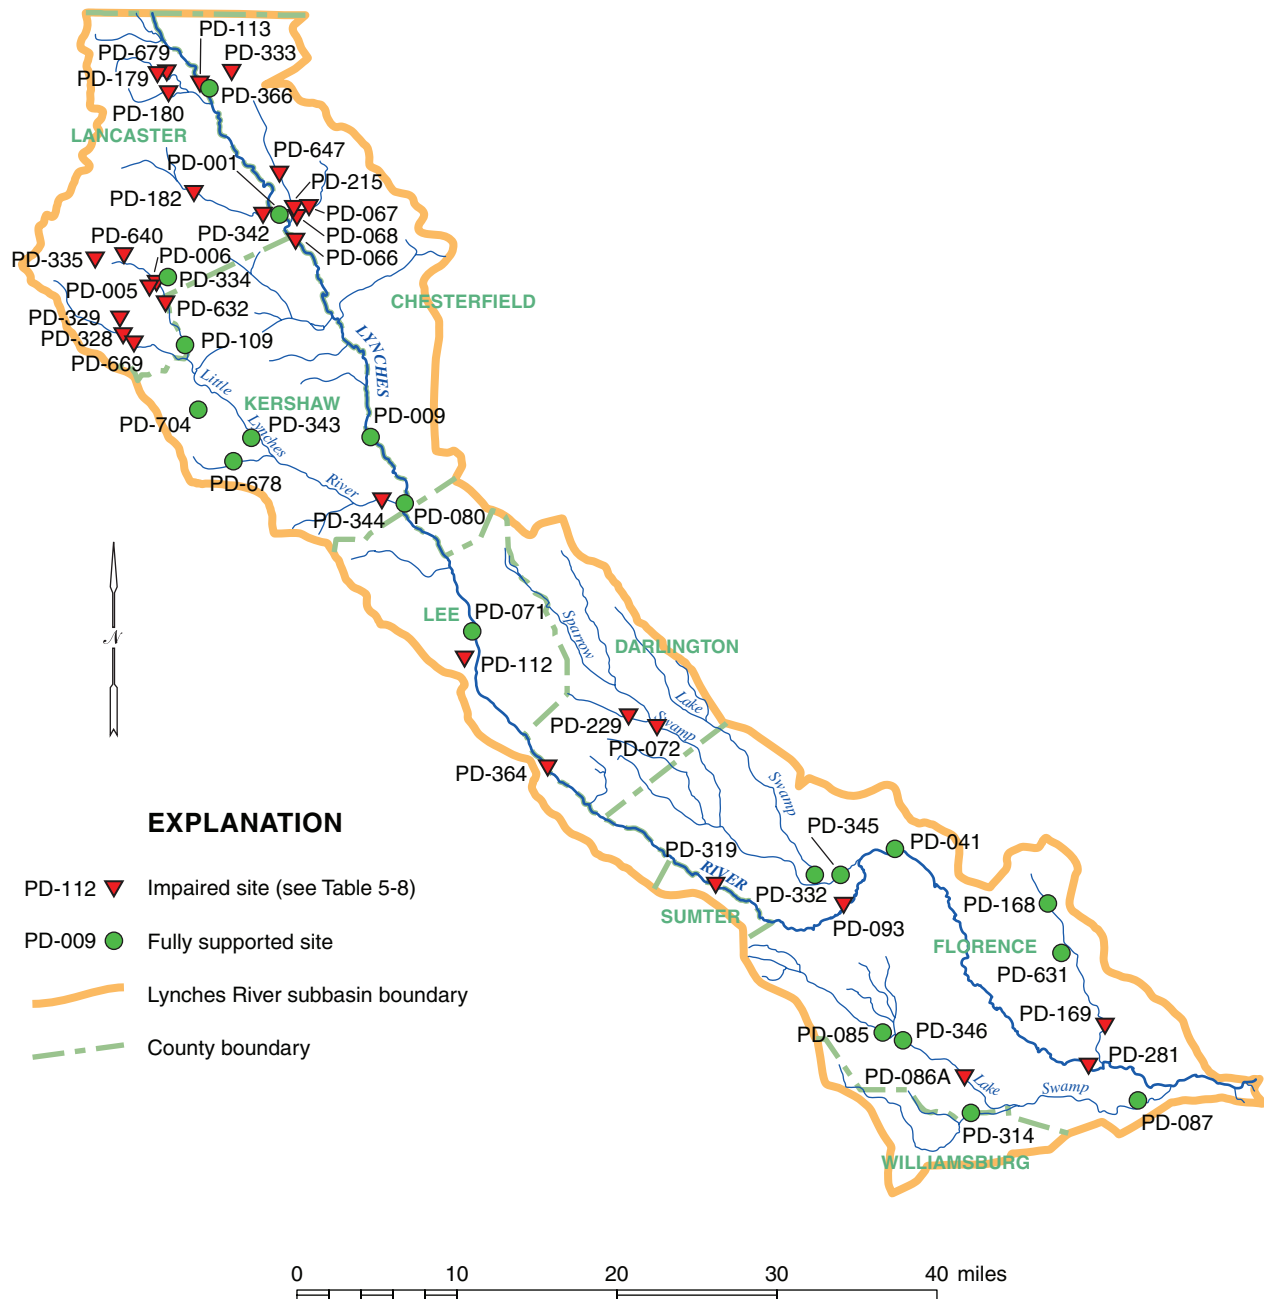 PD-113
PD-679
PD-333
PD-179
PD-366
PD-180
LANCASTER
PD-647
PD-001
PD-215
PD-182
PD-067
PD-342
PD-068
PD-640
PD-006
PD-066
PD-335
PD-334
PD-005
CHESTERFIELD
PD-632
PD-329
PD-328
PD-109
PD-669
LYNCHES
Little
KERSHAW
PD-009
PD-704
Lynches
PD-343
PD-678
River
PD-344
PD-080
N
LEE
PD-071
Sparrow
DARLINGTON
PD-112
Lake
PD-229
Swamp
PD-072
PD-364
Swamp
EXPLANATION
PD-345
PD-041
PD-319
RIVER
PD-112
Impaired site (see Table 5-8)
PD-332
PD-168
SUMTER
PD-093
PD-009
Fully supported site
FLORENCE
PD-631
Lynches River subbasin boundary
PD-169
PD-085
PD-346
County boundary
PD-281
PD-086A
Lake
Swamp
PD-087
PD-314
WILLIAMSBURG
0 10 20 30 40 miles